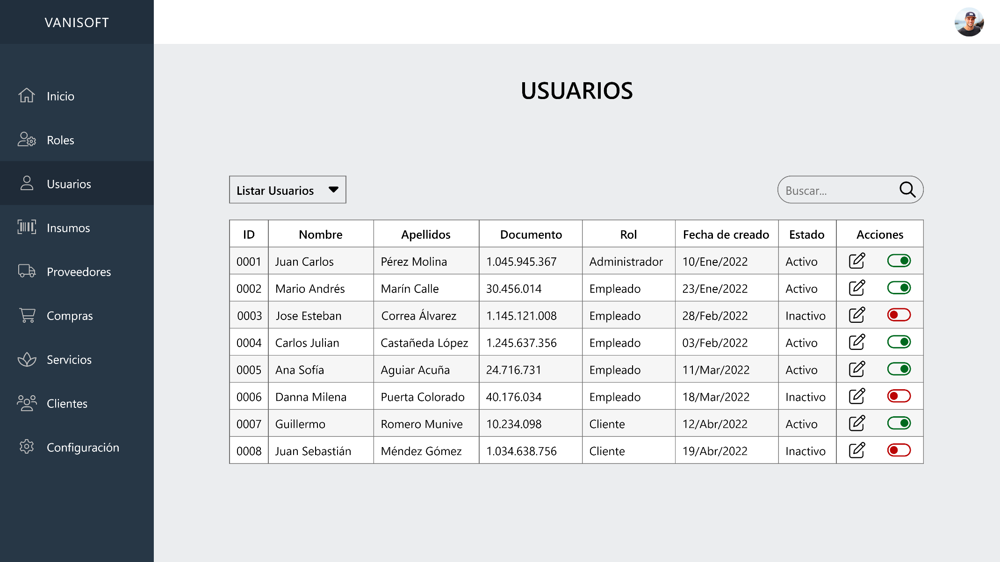 VANISOFT
Inicio
Roles
Usuarios
Insumos
Proveedores
Compras
Servicios
Clientes
Configuración
USUARIOS
Listar Usuarios
Buscar...
ID Nombre Apellidos Documento Rol Fecha de creado Estado Acciones
0001 Juan Carlos Pérez Molina 1.045.945.367 Administrador 10/Ene/2022 Activo
0002 Mario Andrés Marín Calle 30.456.014 Empleado 23/Ene/2022 Activo
0003 Jose Esteban Correa Álvarez 1.145.121.008 Empleado 28/Feb/2022 Inactivo
0004 Carlos Julian Castañeda López 1.245.637.356 Empleado 03/Feb/2022 Activo
0005 Ana Sofía Aguiar Acuña 24.716.731 Empleado 11/Mar/2022 Activo
0006 Danna Milena Puerta Colorado 40.176.034 Empleado 18/Mar/2022 Inactivo
0007 Guillermo Romero Munive 10.234.098 Cliente 12/Abr/2022 Activo
0008 Juan Sebastián Méndez Gómez 1.034.638.756 Cliente 19/Abr/2022 Inactivo